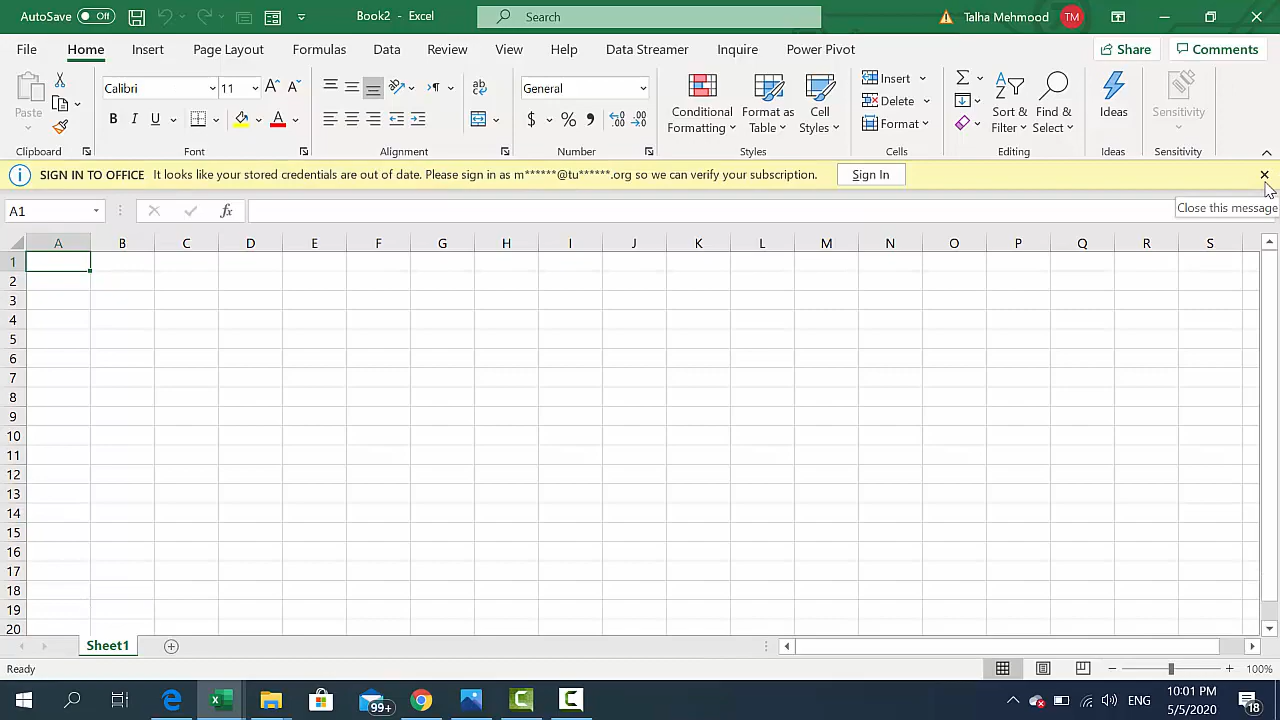 AutoSave Off Book2 - Excel Search Talha Mehmood TM
File Home Insert Page Layout Formulas Data Review View Help Data Streamer Inquire Power Pivot Share Comments
Paste Calibri 11 A^ Aˇ ab General Conditional Formatting Format as Table Cell Styles Insert Sort & Filter Find & Select Ideas Sensitivity
B I U A $ % , Delete
Format
Clipboard Font Alignment Number Styles Cells Editing Ideas Sensitivity
SIGN IN TO OFFICE It looks like your stored credentials are out of date. Please sign in as m******@tu******.org so we can verify your subscription. Sign In
Close this message
A1 fx
A B C D E F G H I J K L M N O P Q R S
1
2
3
4
5
6
7
8
9
10
11
12
13
14
15
16
17
18
19
20
Sheet1
Ready 100%
99+ ENG 10:01 PM
5/5/2020 18